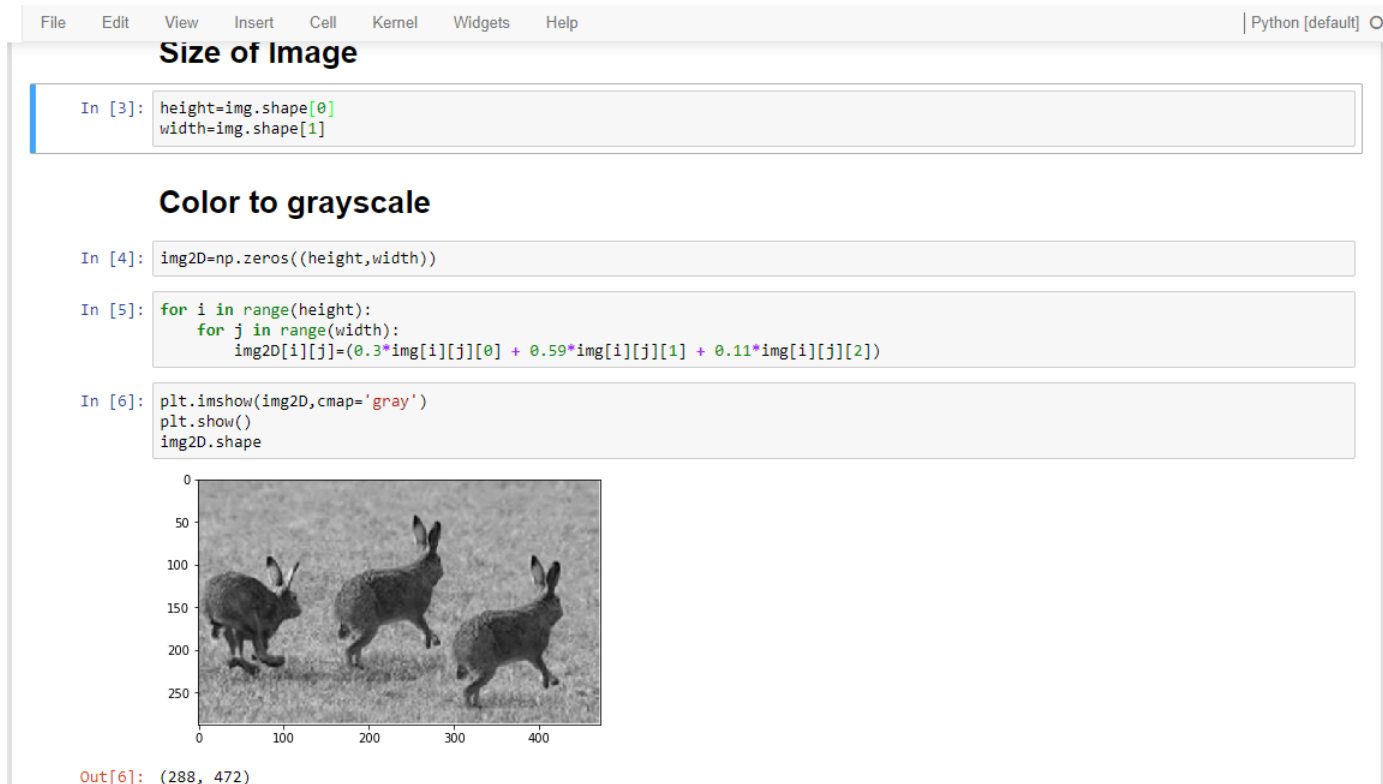 File Edit View Insert Cell Kernel Widgets Help Python [default]
Size of Image
In [3]: height=img.shape[0]
width=img.shape[1]
Color to grayscale
In [4]: img2D=np.zeros((height,width))
In [5]: for i in range(height):
for j in range(width):
img2D[i][j]=(0.3*img[i][j][0] + 0.59*img[i][j][1] + 0.11*img[i][j][2])
In [6]: plt.imshow(img2D,cmap='gray')
plt.show()
img2D.shape
0
50
100
150
200
250
0 100 200 300 400
Out[6]: (288, 472)